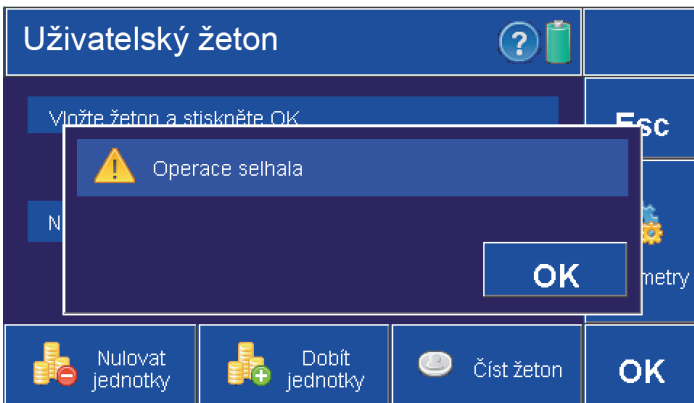 Uživatelský žeton
?
Vložte žeton a stiskněte OK
Esc
Operace selhala
N
OK
metry
Nulovat
jednotky
Dobít
jednotky
Číst žeton
OK